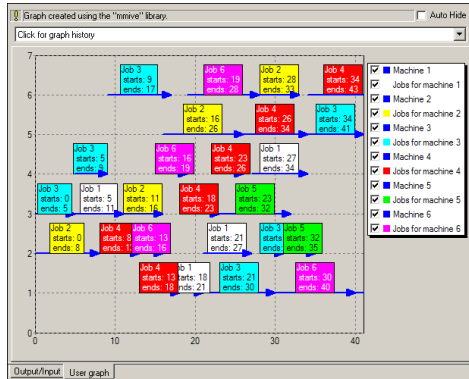 Graph created using the "mmive" library.
Auto Hide
Click for graph history
7
6
5
4
3
2
1
0
0
10
20
30
40
Job 3
starts: 9
ends: 17
Job 6
starts: 19
ends: 28
Job 2
starts: 28
ends: 33
Job 4
starts: 34
ends: 43
Job 2
starts: 16
ends: 26
Job 4
starts: 26
ends: 34
Job 3
starts: 34
ends: 41
Job 3
starts: 5
ends: 9
Job 6
starts: 16
ends: 19
Job 4
starts: 23
ends: 26
Job 1
starts: 27
ends: 34
Job 3
starts: 0
ends: 5
Job 1
starts: 5
ends: 11
Job 2
starts: 11
ends: 16
Job 4
starts: 18
ends: 23
Job 5
starts: 23
ends: 32
Job 2
starts: 0
ends: 8
Job 4
starts: 8
ends:
Job 6
starts: 13
ends: 16
Job 1
starts: 21
ends: 27
Job 3
starts
ends:
Job 5
starts: 32
ends: 35
Job 4
starts: 13
ends: 18
starts: 18
ends: 21
Job 3
starts: 21
ends: 30
Job 6
starts: 30
ends: 40
Machine 1
Jobs for machine 1
Machine 2
Jobs for machine 2
Machine 3
Jobs for machine 3
Machine 4
Jobs for machine 4
Machine 5
Jobs for machine 5
Machine 6
Jobs for machine 6
Output/Input
User graph